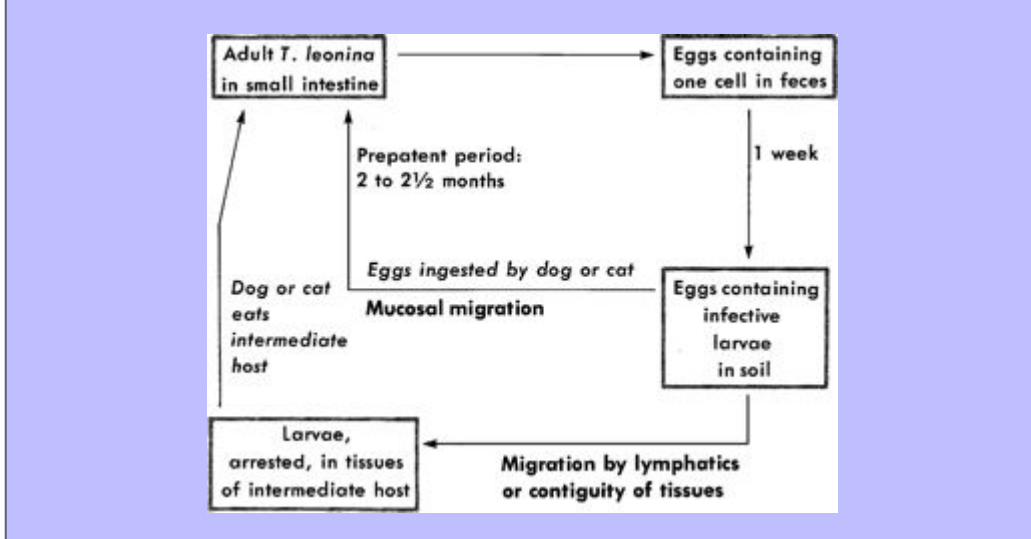 Adult T. leonina
in small intestine
Eggs containing
one cell in feces
Prepatent period:
2 to 2½ months
1 week
Eggs ingested by dog or cat
Mucosal migration
Eggs containing
infective
larvae
in soil
Dog or cat
eats
intermediate
host
Larvae,
arrested, in tissues
of intermediate host
Migration by lymphatics
or contiguity of tissues